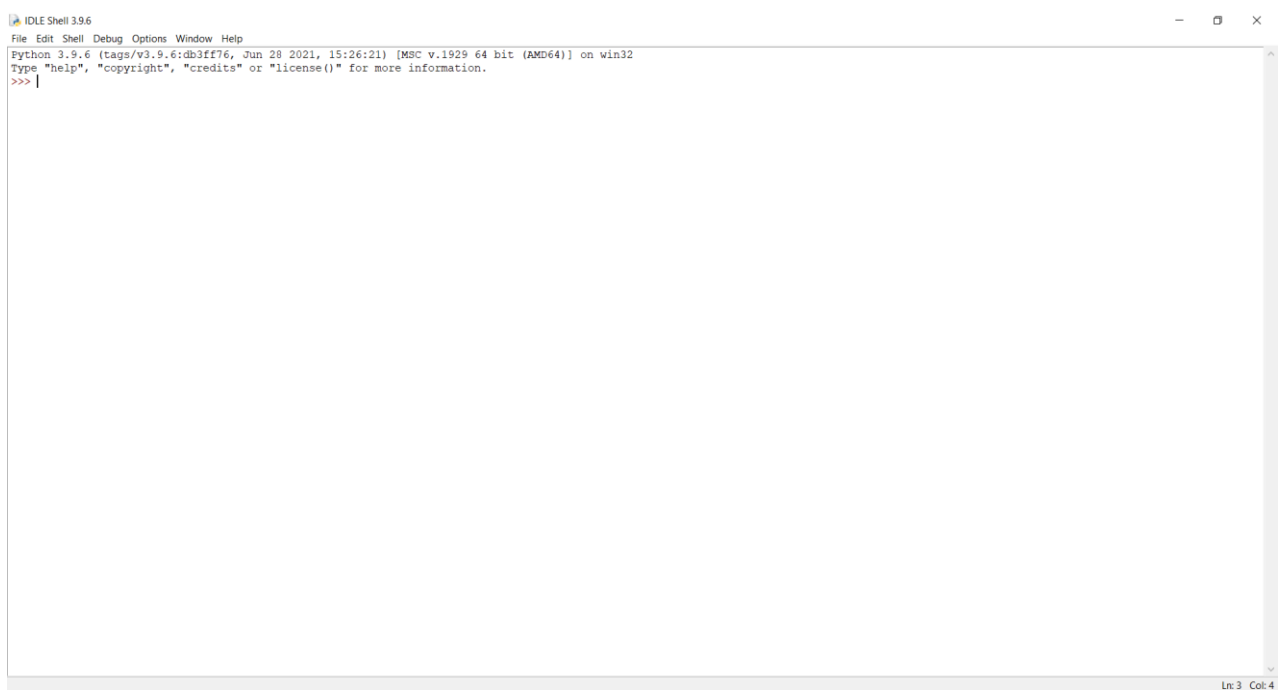 IDLE Shell 3.9.6
File Edit Shell Debug Options Window Help
Python 3.9.6 (tags/v3.9.6:db3ff76, Jun 28 2021, 15:26:21) [MSC v.1929 64 bit (AMD64)] on win32
Type "help", "copyright", "credits" or "license()" for more information.
>>>
Ln: 3 Col: 4